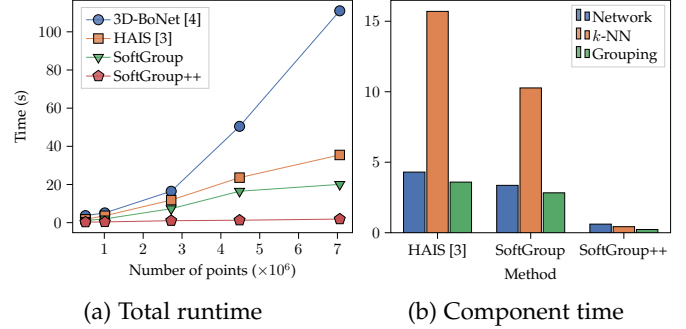 3D-BoNet [4]
HAIS [3]
SoftGroup
SoftGroup++
100
80
60
40
20
0
Time (s)
1
2
3
4
5
6
7
Number of points (×10⁶)
(a) Total runtime
Network
k-NN
Grouping
15
10
5
0
HAIS [3]
SoftGroup
SoftGroup++
Method
(b) Component time